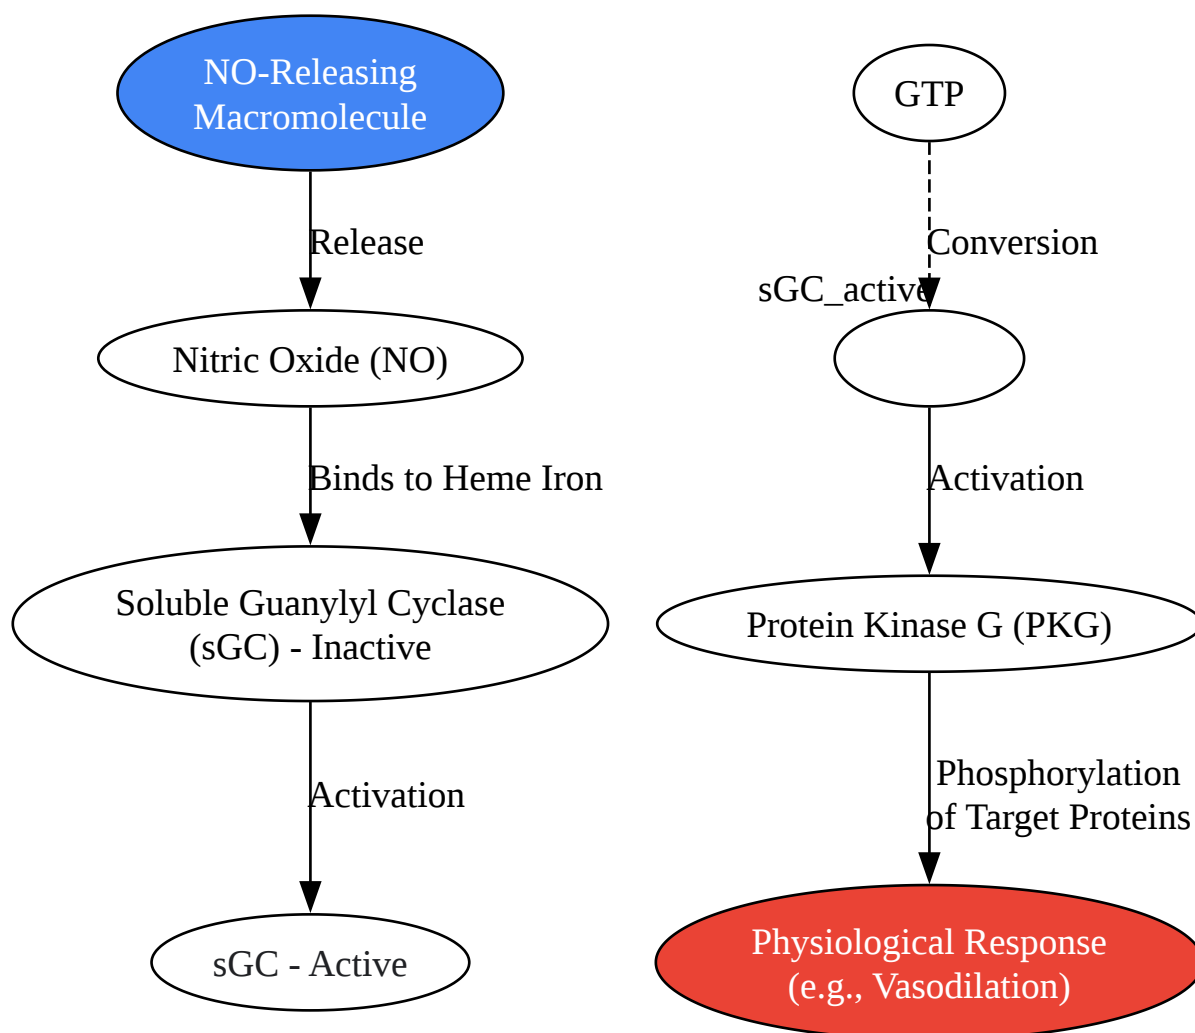 NO-Releasing
Macromolecule
Release
Nitric Oxide (NO)
Binds to Heme Iron
Soluble Guanylyl Cyclase
(sGC) - Inactive
Activation
sGC - Active
GTP
Conversion
sGC_active
Activation
Protein Kinase G (PKG)
Phosphorylation
of Target Proteins
Physiological Response
(e.g., Vasodilation)